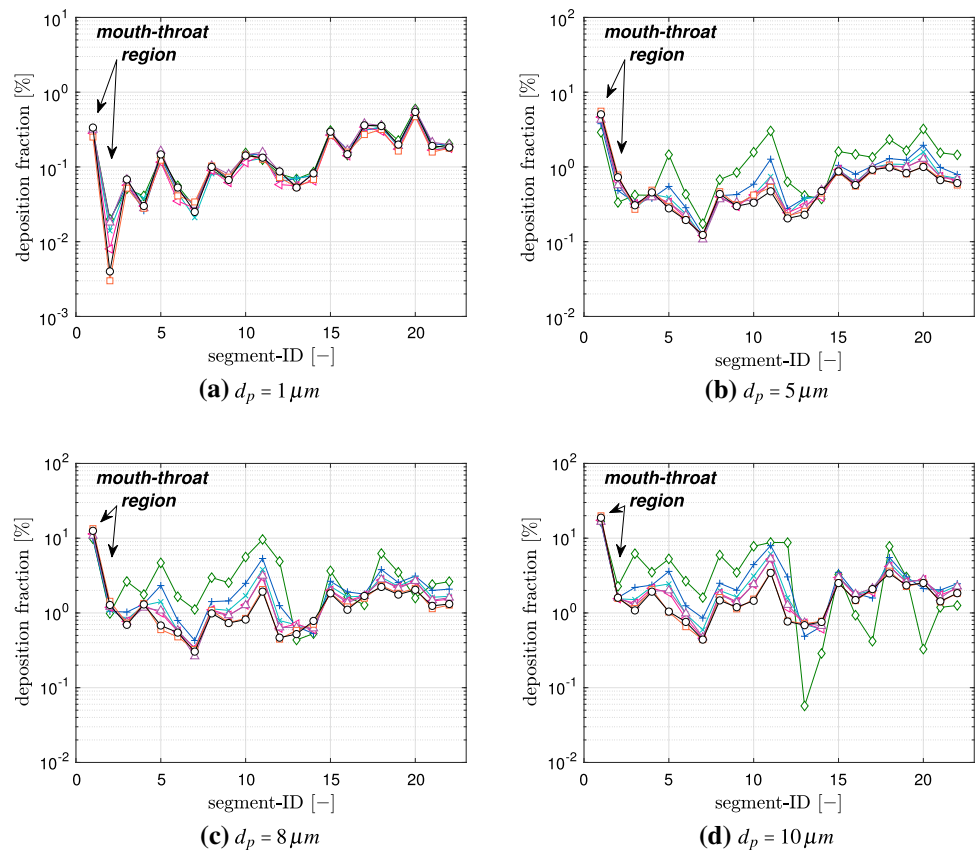 10^1
10^0
10^-1
10^-2
10^-3
deposition fraction [%]
mouth-throat
region
0 5 10 15 20
segment-ID [−]
(a) d_p = 1 μm
10^2
10^1
10^0
10^-1
10^-2
deposition fraction [%]
mouth-throat
region
0 5 10 15 20
segment-ID [−]
(b) d_p = 5 μm
10^2
10^1
10^0
10^-1
10^-2
deposition fraction [%]
mouth-throat
region
0 5 10 15 20
segment-ID [−]
(c) d_p = 8 μm
10^2
10^1
10^0
10^-1
10^-2
deposition fraction [%]
mouth-throat
region
0 5 10 15 20
segment-ID [−]
(d) d_p = 10 μm